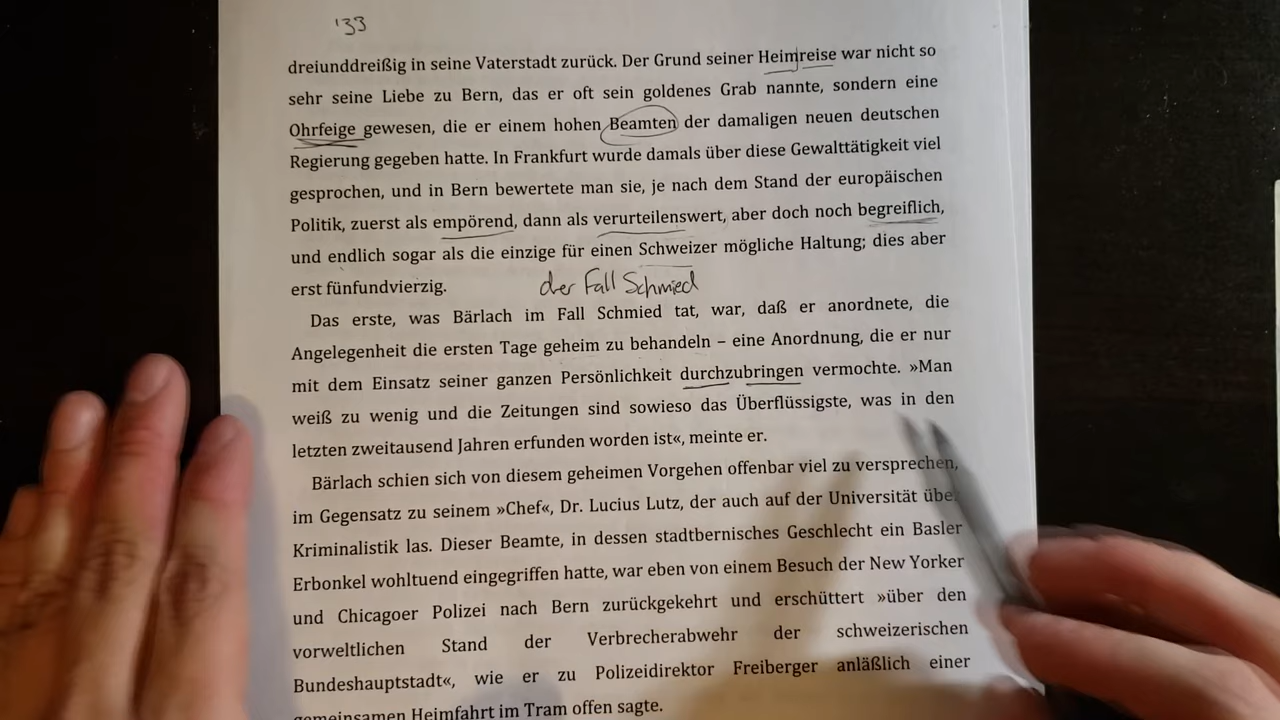 '33
dreiunddreißig in seine Vaterstadt zurück. Der Grund seiner Heimreise war nicht so
sehr seine Liebe zu Bern, das er oft sein goldenes Grab nannte, sondern eine
Ohrfeige gewesen, die er einem hohen Beamten der damaligen neuen deutschen
Regierung gegeben hatte. In Frankfurt wurde damals über diese Gewalttätigkeit viel
gesprochen, und in Bern bewertete man sie, je nach dem Stand der europäischen
Politik, zuerst als empörend, dann als verurteilenswert, aber doch noch begreiflich,
und endlich sogar als die einzige für einen Schweizer mögliche Haltung; dies aber
erst fünfundvierzig.
der Fall Schmied
Das erste, was Bärlach im Fall Schmied tat, war, daß er anordnete, die
Angelegenheit die ersten Tage geheim zu behandeln – eine Anordnung, die er nur
mit dem Einsatz seiner ganzen Persönlichkeit durchzubringen vermochte. »Man
weiß zu wenig und die Zeitungen sind sowieso das Überflüssigste, was in den
letzten zweitausend Jahren erfunden worden ist«, meinte er.
Bärlach schien sich von diesem geheimen Vorgehen offenbar viel zu versprechen,
im Gegensatz zu seinem »Chef«, Dr. Lucius Lutz, der auch auf der Universität über
Kriminalistik las. Dieser Beamte, in dessen stadtbernisches Geschlecht ein Basler
Erbonkel wohltuend eingegriffen hatte, war eben von einem Besuch der New Yorker
und Chicagoer Polizei nach Bern zurückgekehrt und erschüttert »über den
vorweltlichen Stand der Verbrecherabwehr der schweizerischen
Bundeshauptstadt«, wie er zu Polizeidirektor Freiberger anläßlich einer
gemeinsamen Heimfahrt im Tram offen sagte.